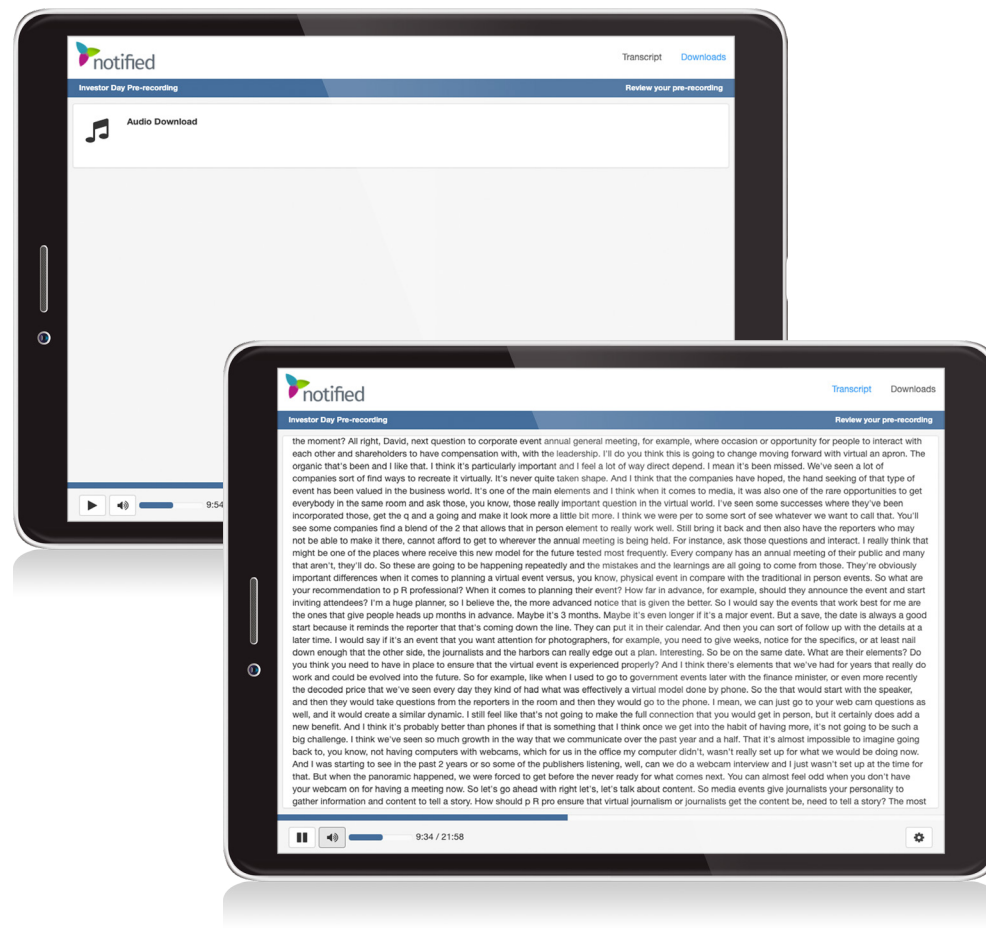 notified
Transcript Downloads
Investor Day Pre-recording Review your pre-recording
Audio Download
9:54
notified
Transcript Downloads
Investor Day Pre-recording Review your pre-recording
the moment? All right, David, next question to corporate event annual general meeting, for example, where occasion or opportunity for people to interact with
each other and shareholders to have compensation with, with the leadership. I'll do you think this is going to change moving forward with virtual an apron. The
organic that's been and I like that. I think it's particularly important and I feel a lot of way direct depend. I mean it's been missed. We've seen a lot of
companies sort of find ways to recreate it virtually. It's never quite taken shape. And I think that the companies have hoped, the hand seeking of that type of
event has been valued in the business world. It's one of the main elements and I think when it comes to media, it was also one of the rare opportunities to get
everybody in the same room and ask those, you know, those really important question in the virtual world. I've seen some successes where they've been
incorporated those, get the q and a going and make it look more a little bit more. I think we were per to some sort of see whatever we want to call that. You'll
see some companies find a blend of the 2 that allows that in person element to really work well. Still bring it back and then also have the reporters who may
not be able to make it there, cannot afford to get to wherever the annual meeting is being held. For instance, ask those questions and interact. I really think that
might be one of the places where receive this new model for the future tested most frequently. Every company has an annual meeting of their public and many
that aren't, they'll do. So these are going to be happening repeatedly and the mistakes and the learnings are all going to come from those. They're obviously
important differences when it comes to planning a virtual event versus, you know, physical event in compare with the traditional in person events. So what are
your recommendation to p R professional? When it comes to planning their event? How far in advance, for example, should they announce the event and start
inviting attendees? I'm a huge planner, so I believe the, the more advanced notice that is given the better. So I would say the events that work best for me are
the ones that give people heads up months in advance. Maybe it's 3 months. Maybe it's even longer if it's a major event. But a save, the date is always a good
start because it reminds the reporter that that's coming down the line. They can put it in their calendar. And then you can sort of follow up with the details at a
later time. I would say if it's an event that you want attention for photographers, for example, you need to give weeks, notice for the specifics, or at least nail
down enough that the other side, the journalists and the harbors can really edge out a plan. Interesting. So be on the same date. What are their elements? Do
you think you need to have in place to ensure that the virtual event is experienced properly? And I think there's elements that we've had for years that really do
work and could be evolved into the future. So for example, like when I used to go to government events later with the finance minister, or even more recently
the decoded price that we've seen every day they kind of had what was effectively a virtual model done by phone. So the that would start with the speaker,
and then they would take questions from the reporters in the room and then they would go to the phone. I mean, we can just go to your web cam questions as
well, and it would create a similar dynamic. I still feel like that's not going to make the full connection that you would get in person, but it certainly does add a
new benefit. And I think it's probably better than phones if that is something that I think once we get into the habit of having more, it's not going to be such a
big challenge. I think we've seen so much growth in the way that we communicate over the past year and a half. That it's almost impossible to imagine going
back to, you know, not having computers with webcams, which for us in the office my computer didn't, wasn't really set up for what we would be doing now.
And I was starting to see in the past 2 years or so some of the publishers listening, well, can we do a webcam interview and I just wasn't set up at the time for
that. But when the panoramic happened, we were forced to get before the never ready for what comes next. You can almost feel odd when you don't have
your webcam on for having a meeting now. So let's go ahead with right let's, let's talk about content. So media events give journalists your personality to
gather information and content to tell a story. How should p R pro ensure that virtual journalism or journalists get the content be, need to tell a story? The most
9:34 / 21:58